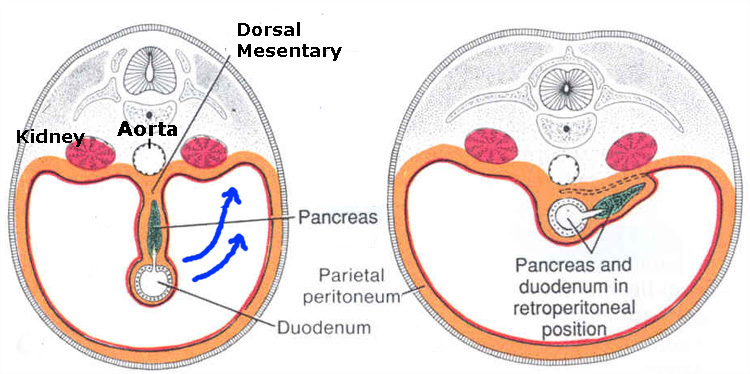 Dorsal
Mesentary
Kidney
Aorta
Pancreas
Parietal
peritoneum
Duodenum
Pancreas and
duodenum in
retroperitoneal
position